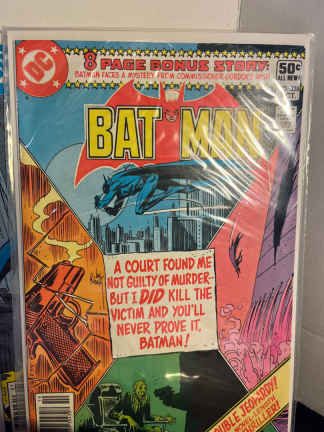 8 PAGE BONUS STORY:
BATMAN FACES A MYSTERY FROM COMMISSIONER GORDON'S PAST!
DC
50¢
ALL NEW!
BATMAN
A COURT FOUND ME
NOT GUILTY OF MURDER-
BUT I DID KILL THE
VICTIM AND YOU'LL
NEVER PROVE IT,
BATMAN!
DOUBLE JEOPARDY!